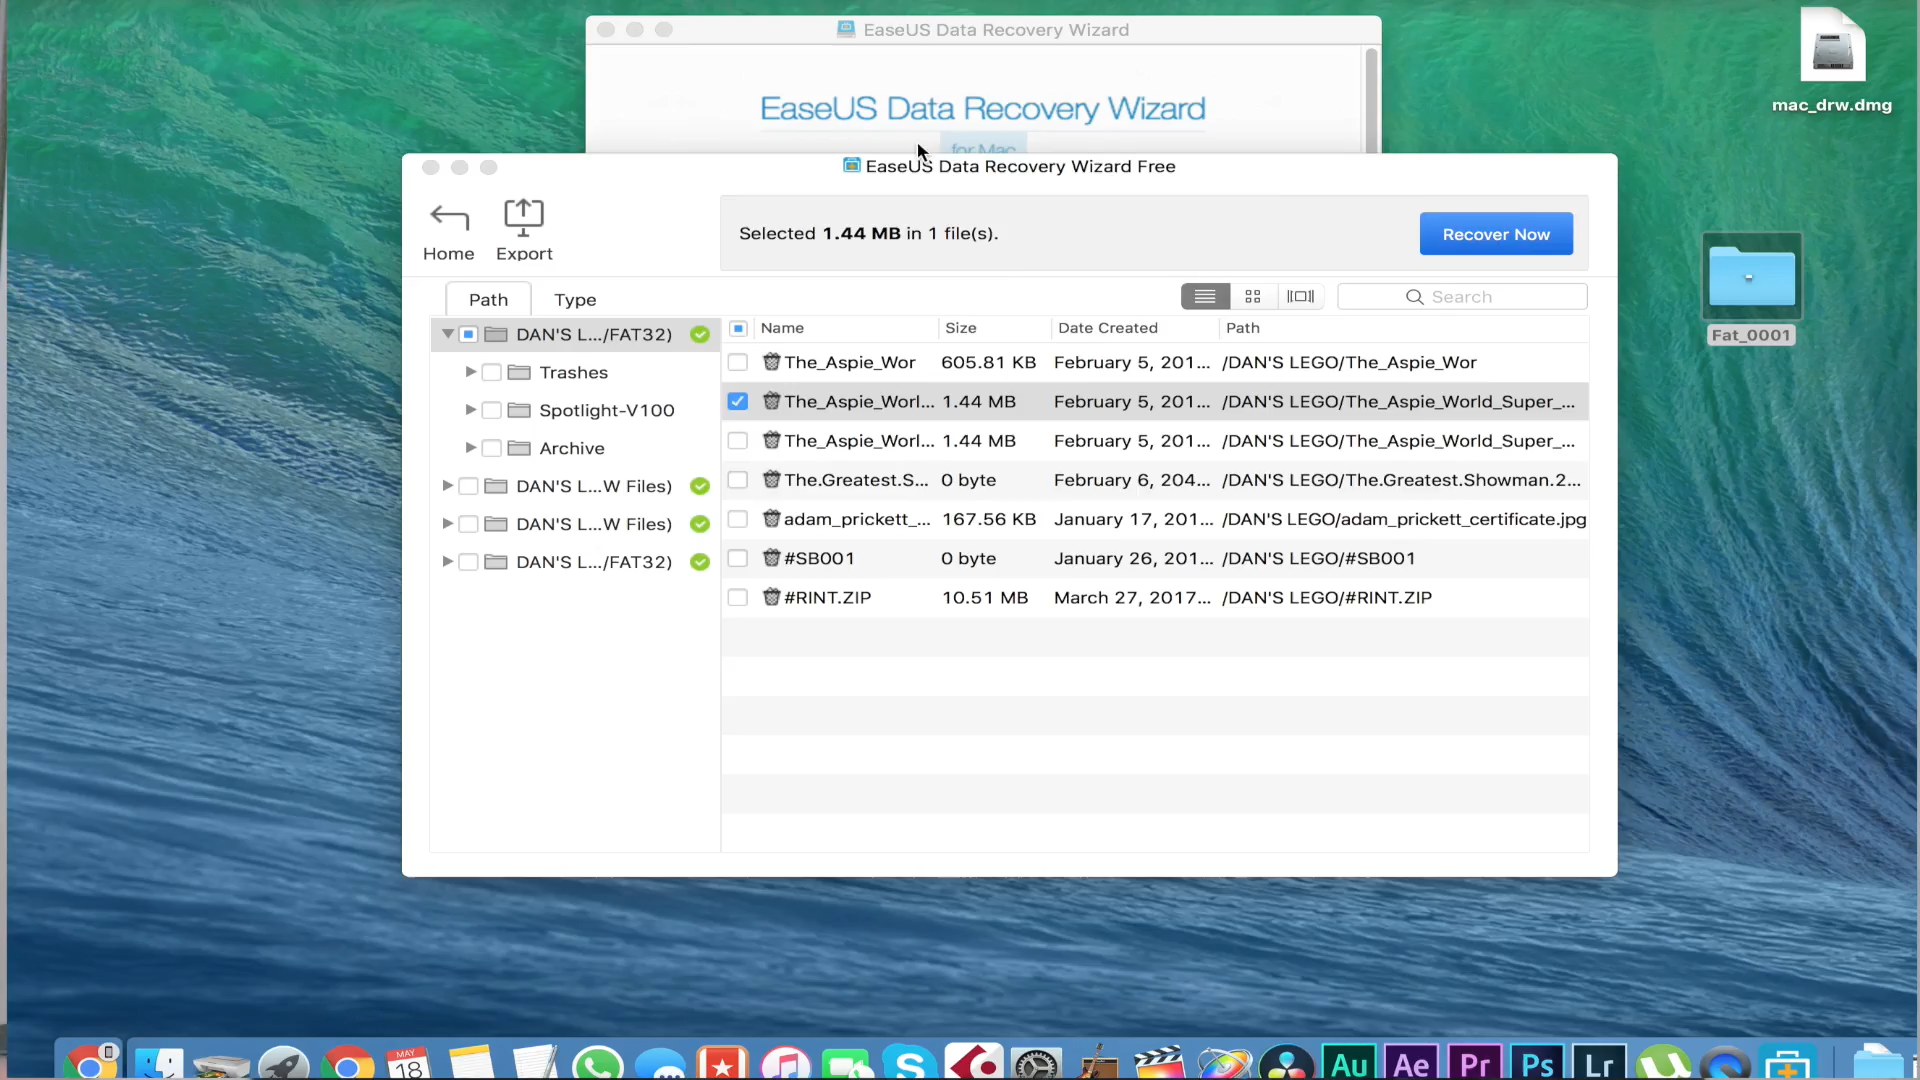 EaseUS Data Recovery Wizard
EaseUS Data Recovery Wizard
for Mac
mac_drw.dmg
EaseUS Data Recovery Wizard Free
Home
Export
Selected 1.44 MB in 1 file(s).
Recover Now
Path
Type
Search
Fat_0001
DAN'S L.../FAT32)
Trashes
Spotlight-V100
Archive
DAN'S L...W Files)
DAN'S L...W Files)
DAN'S L.../FAT32)
Name Size Date Created Path
The_Aspie_Wor 605.81 KB February 5, 201... /DAN'S LEGO/The_Aspie_Wor
The_Aspie_Worl... 1.44 MB February 5, 201... /DAN'S LEGO/The_Aspie_World_Super_...
The_Aspie_Worl... 1.44 MB February 5, 201... /DAN'S LEGO/The_Aspie_World_Super_...
The.Greatest.S... 0 byte February 6, 204... /DAN'S LEGO/The.Greatest.Showman.2...
adam_prickett_... 167.56 KB January 17, 201... /DAN'S LEGO/adam_prickett_certificate.jpg
#SB001 0 byte January 26, 201... /DAN'S LEGO/#SB001
#RINT.ZIP 10.51 MB March 27, 2017... /DAN'S LEGO/#RINT.ZIP
MAY
18
Au
Ae
Pr
Ps
Lr